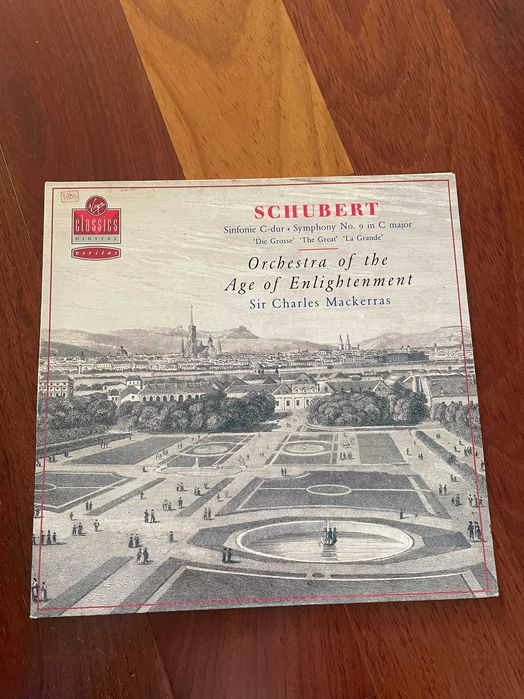 Virgin
classics
DIGITAL
veritas
SCHUBERT
Sinfonie C-dur • Symphony No. 9 in C major
'Die Grosse' 'The Great' 'La Grande'
Orchestra of the
Age of Enlightenment
Sir Charles Mackerras